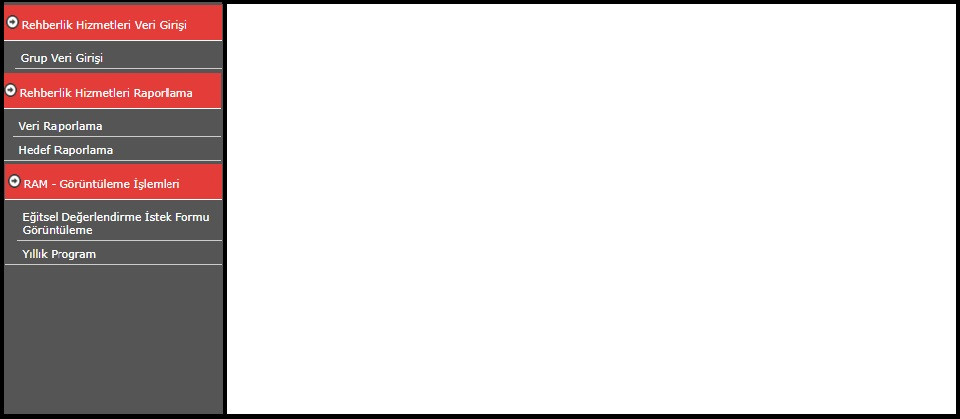 Rehberlik Hizmetleri Veri Girişi
Grup Veri Girişi
Rehberlik Hizmetleri Raporlama
Veri Raporlama
Hedef Raporlama
RAM - Görüntüleme İşlemleri
Eğitsel Değerlendirme İstek Formu
Görüntüleme
Yıllık Program